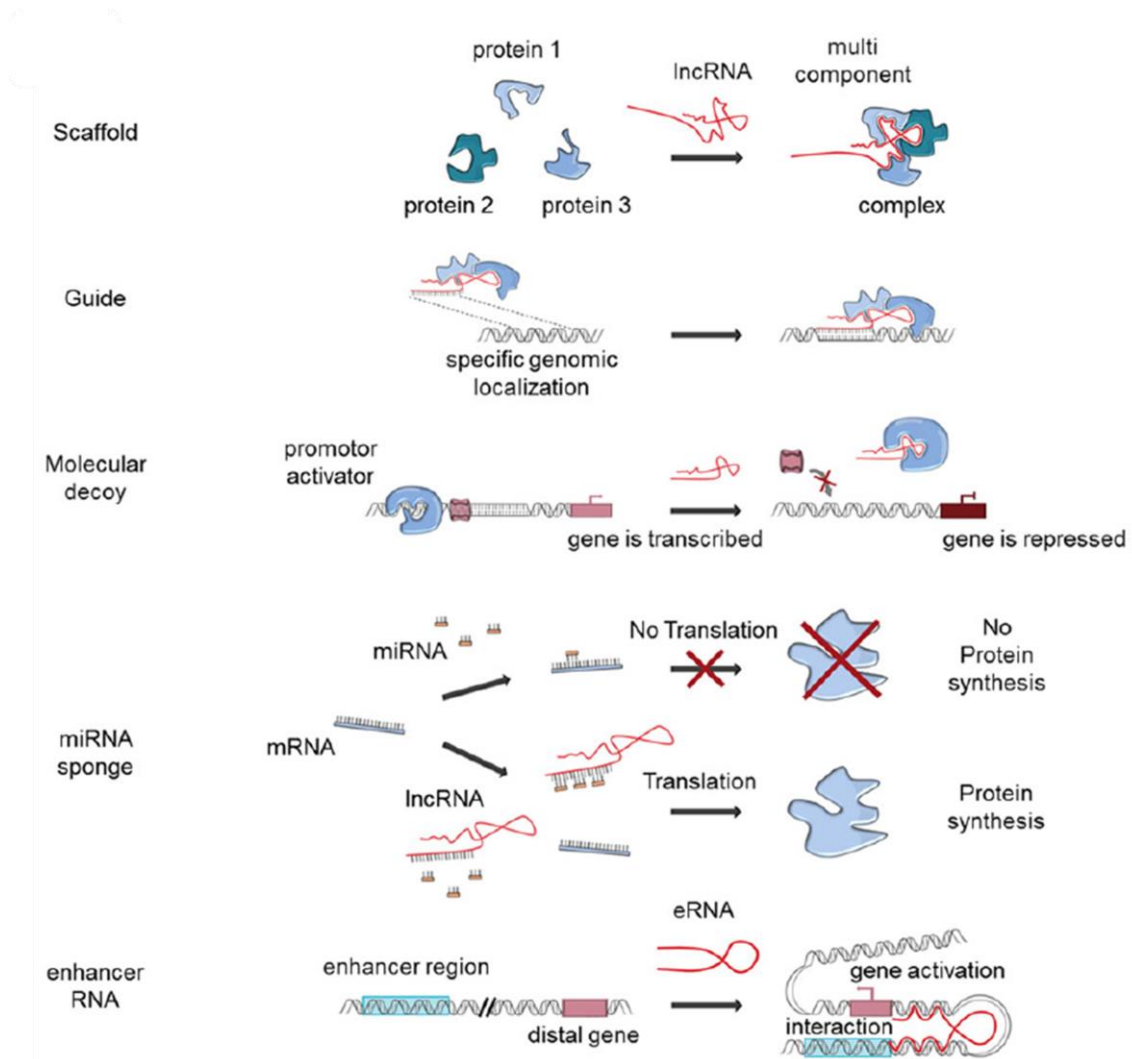 protein 1
lncRNA
multi
component
Scaffold
protein 2
protein 3
complex
Guide
specific genomic
localization
Molecular
decoy
promotor
activator
gene is transcribed
gene is repressed
miRNA
sponge
miRNA
mRNA
No Translation
No
Protein
synthesis
lncRNA
Translation
Protein
synthesis
eRNA
enhancer
RNA
enhancer region
distal gene
gene activation
interaction